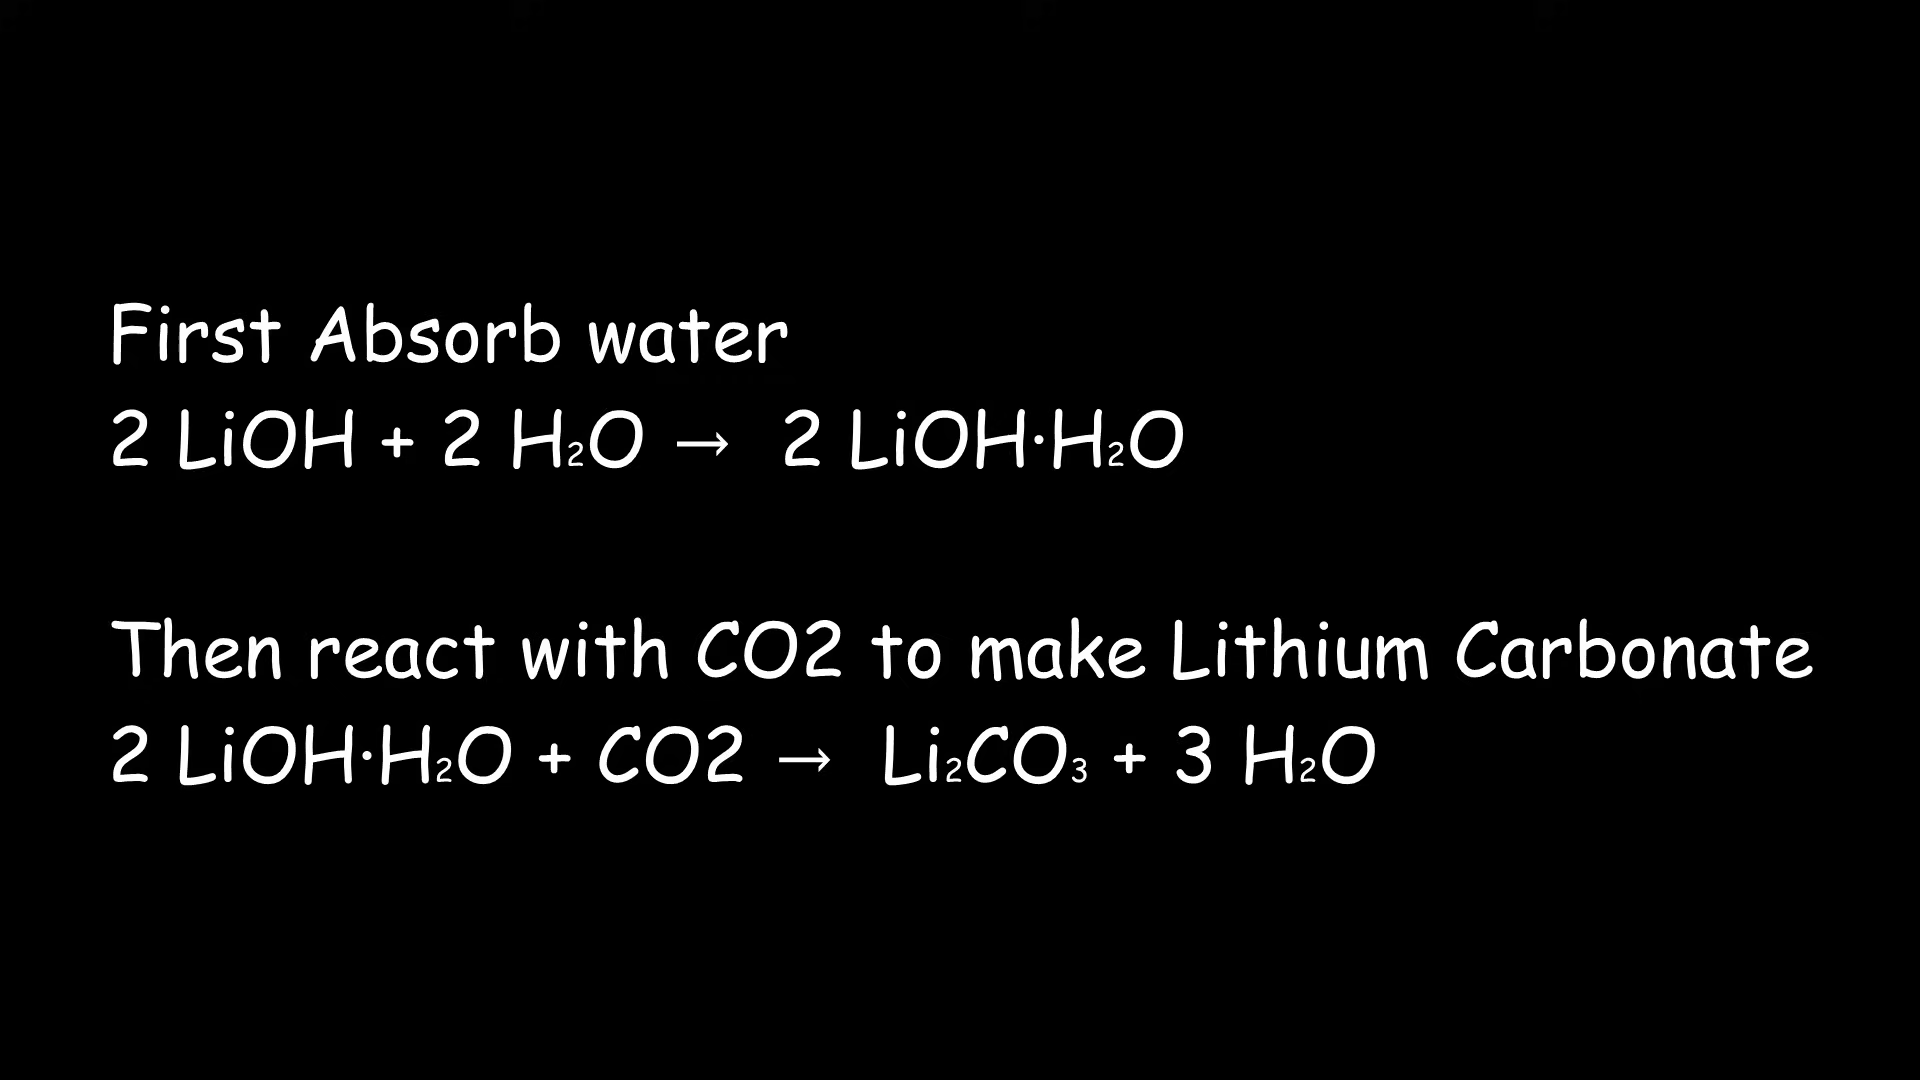 First Absorb water
2 LiOH + 2 H₂O → 2 LiOH·H₂O
Then react with CO2 to make Lithium Carbonate
2 LiOH·H₂O + CO2 → Li₂CO₃ + 3 H₂O